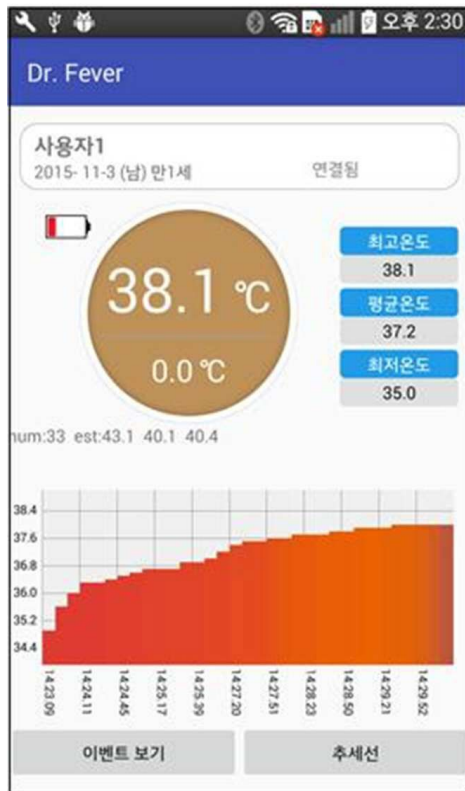 오후 2:30
Dr. Fever
사용자1
2015- 11-3 (남) 만1세
연결됨
38.1 ℃
0.0 ℃
최고온도
38.1
평균온도
37.2
최저온도
35.0
num:33 est:43.1 40.1 40.4
38.4
37.6
36.8
36.0
35.2
34.4
14:23.09
14:24.11
14:24.45
14:25.17
14:25.39
14:27.20
14:27.51
14:28.23
14:28.50
14:29.21
14:29.52
이벤트 보기
추세선